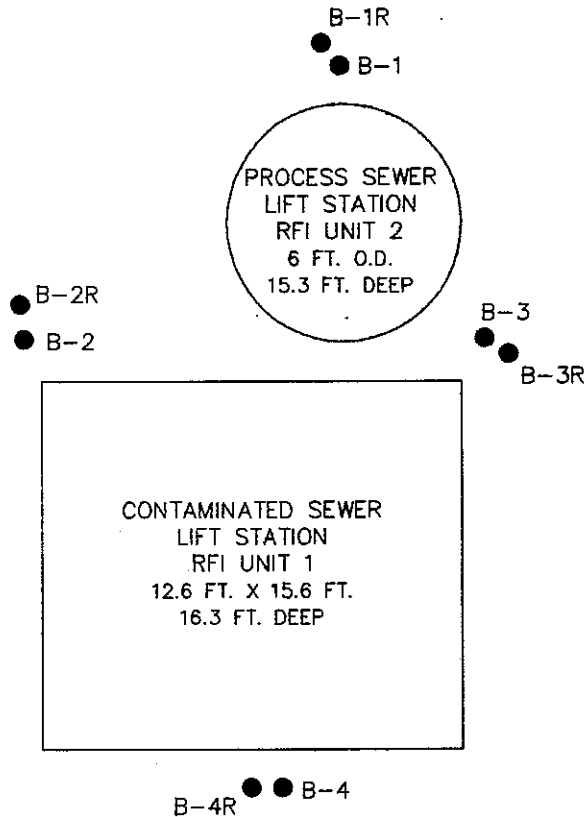 B-1R
B-1
PROCESS SEWER
LIFT STATION
RFI UNIT 2
6 FT. O.D.
15.3 FT. DEEP
B-2R
B-2
B-3
B-3R
CONTAMINATED SEWER
LIFT STATION
RFI UNIT 1
12.6 FT. X 15.6 FT.
16.3 FT. DEEP
B-4R
B-4